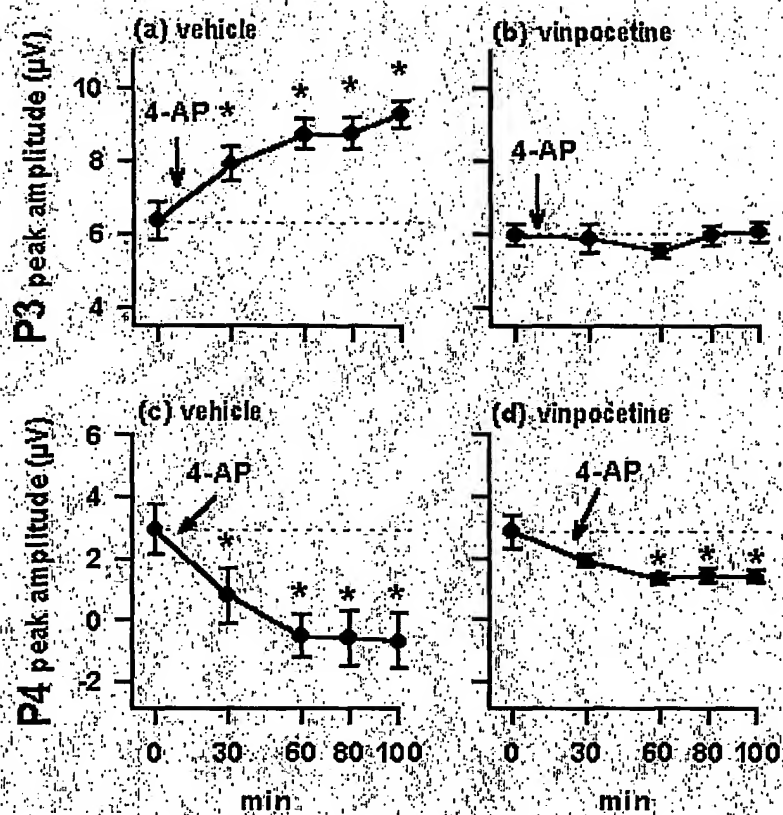 (a) vehicle
(b) vinpocetine
P3 peak amplitude (µV)
10
8
6
4
4-AP
*
*
*
*
4-AP
(c) vehicle
(d) vinpocetine
P4 peak amplitude (µV)
6
4
2
0
-2
4-AP
*
*
*
*
4-AP
*
*
*
0 30 60 80 100
0 30 60 80 100
min
min